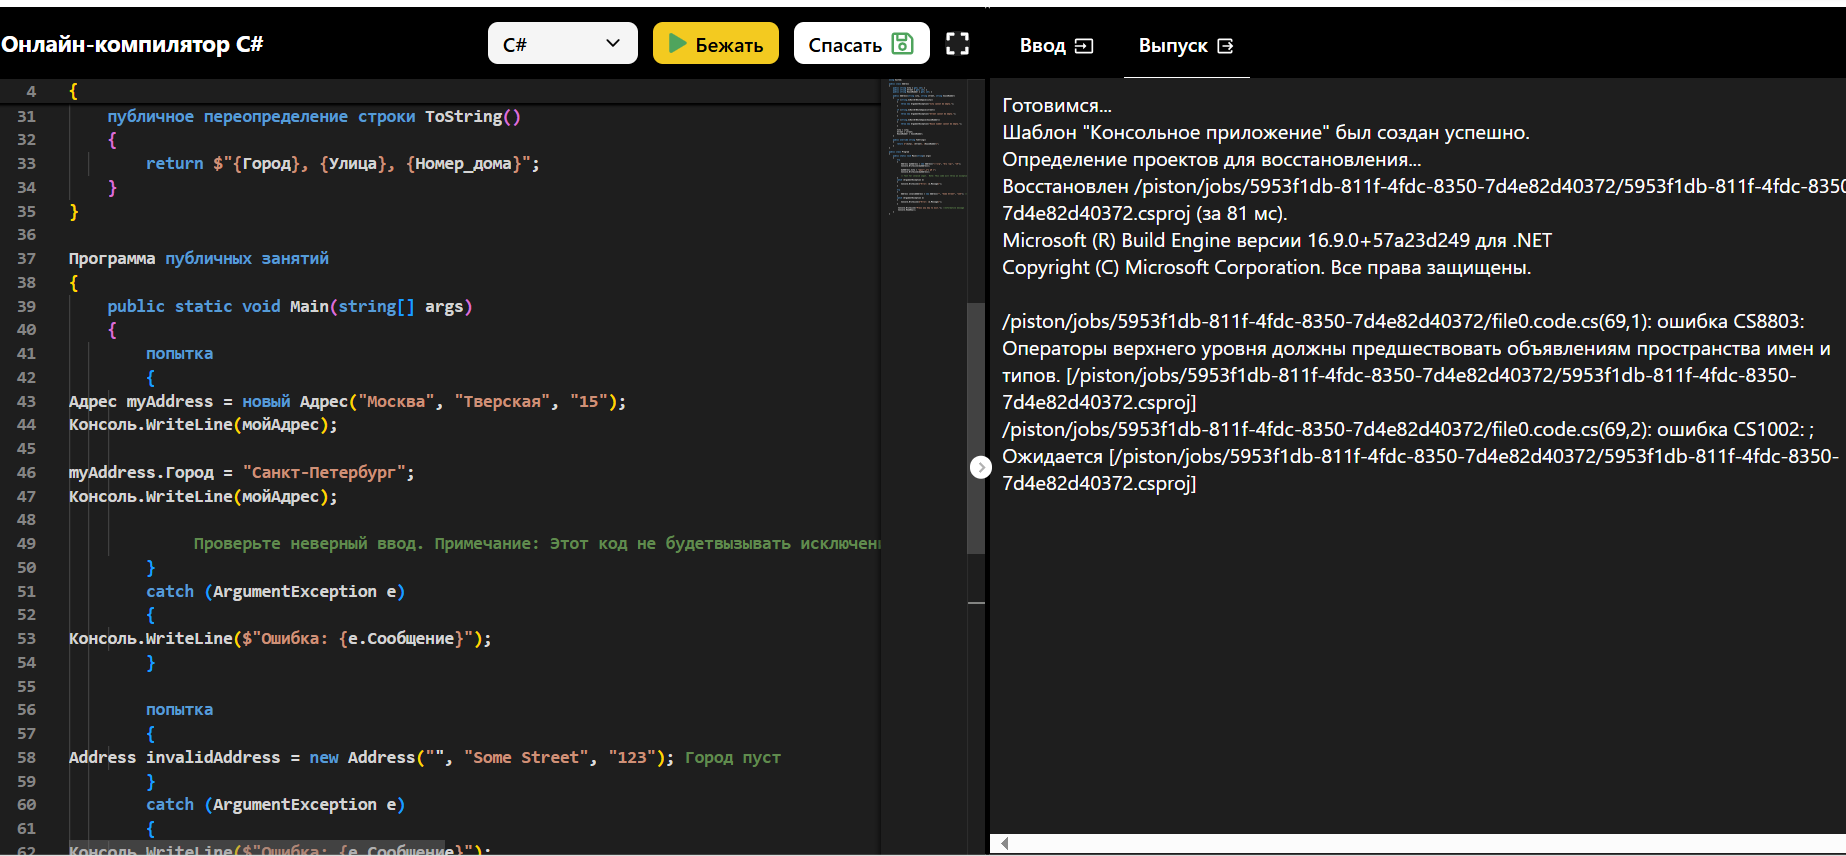 Онлайн-компилятор C#
C#
Бежать
Спасать
Ввод
Выпуск
4 {
31 публичное переопределение строки ToString()
32 {
33 return $"{Город}, {Улица}, {Номер_дома}";
34 }
35 }
36
37 Программа публичных занятий
38 {
39 public static void Main(string[] args)
40 {
41 попытка
42 {
43 Адрес myAddress = новый Адрес("Москва", "Тверская", "15");
44 Консоль.WriteLine(мойАдрес);
45
46 myAddress.Город = "Санкт-Петербург";
47 Консоль.WriteLine(мойАдрес);
48
49 Проверьте неверный ввод. Примечание: Этот код не будетвызывать исключен
50 }
51 catch (ArgumentException e)
52 {
53 Консоль.WriteLine($"Ошибка: {e.Сообщение}");
54 }
55
56 попытка
57 {
58 Address invalidAddress = new Address("", "Some Street", "123"); Город пуст
59 }
60 catch (ArgumentException e)
61 {
62 Консоль.WriteLine($"Ошибка: {e.Сообщение}");
Готовимся...
Шаблон "Консольное приложение" был создан успешно.
Определение проектов для восстановления...
Восстановлен /piston/jobs/5953f1db-811f-4fdc-8350-7d4e82d40372/5953f1db-811f-4fdc-8350
7d4e82d40372.csproj (за 81 мс).
Microsoft (R) Build Engine версии 16.9.0+57a23d249 для .NET
Copyright (C) Microsoft Corporation. Все права защищены.
/piston/jobs/5953f1db-811f-4fdc-8350-7d4e82d40372/file0.code.cs(69,1): ошибка CS8803:
Операторы верхнего уровня должны предшествовать объявлениям пространства имен и
типов. [/piston/jobs/5953f1db-811f-4fdc-8350-7d4e82d40372/5953f1db-811f-4fdc-8350-
7d4e82d40372.csproj]
/piston/jobs/5953f1db-811f-4fdc-8350-7d4e82d40372/file0.code.cs(69,2): ошибка CS1002: ;
Ожидается [/piston/jobs/5953f1db-811f-4fdc-8350-7d4e82d40372/5953f1db-811f-4fdc-8350-
7d4e82d40372.csproj]